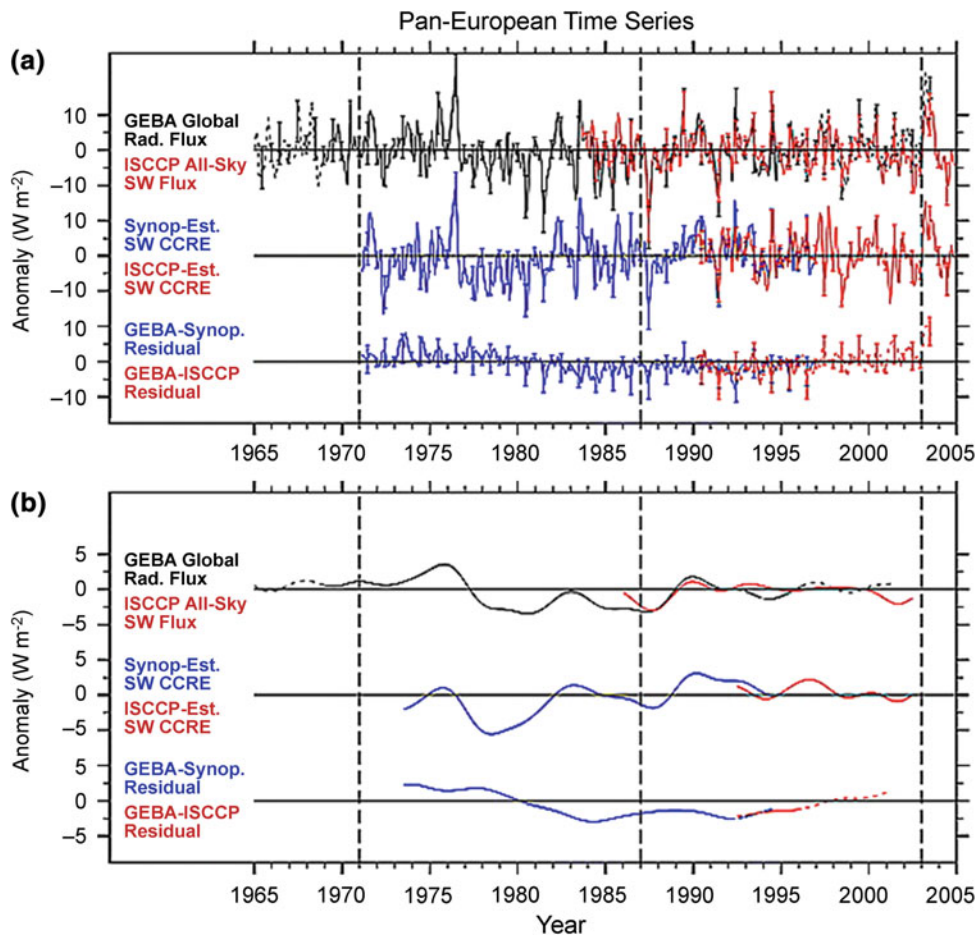 Pan-European Time Series
(a)
Anomaly (W m⁻²)
10
0
–10
10
0
–10
10
0
–10
GEBA Global
Rad. Flux
ISCCP All-Sky
SW Flux
Synop-Est.
SW CCRE
ISCCP-Est.
SW CCRE
GEBA-Synop.
Residual
GEBA-ISCCP
Residual
1965 1970 1975 1980 1985 1990 1995 2000 2005
(b)
Anomaly (W m⁻²)
5
0
–5
5
0
–5
5
0
–5
GEBA Global
Rad. Flux
ISCCP All-Sky
SW Flux
Synop-Est.
SW CCRE
ISCCP-Est.
SW CCRE
GEBA-Synop.
Residual
GEBA-ISCCP
Residual
1965 1970 1975 1980 1985 1990 1995 2000 2005
Year